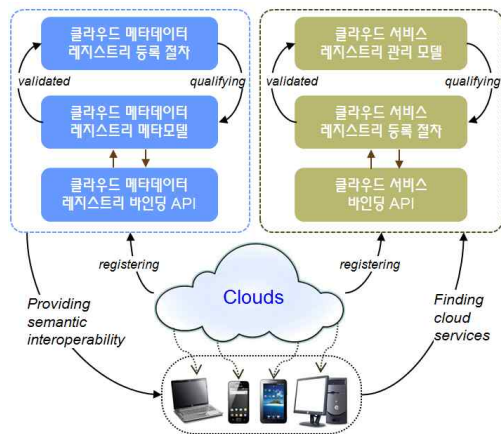 클라우드 메타데이터
레지스트리 등록 절차
validated
qualifying
클라우드 메타데이터
레지스트리 메타모델
클라우드 메타데이터
레지스트리 바인딩 API
클라우드 서비스
레지스트리 관리 모델
validated
qualifying
클라우드 서비스
레지스트리 등록 절차
클라우드 서비스
바인딩 API
registering
registering
Clouds
Providing
semantic
interoperability
Finding
cloud
services